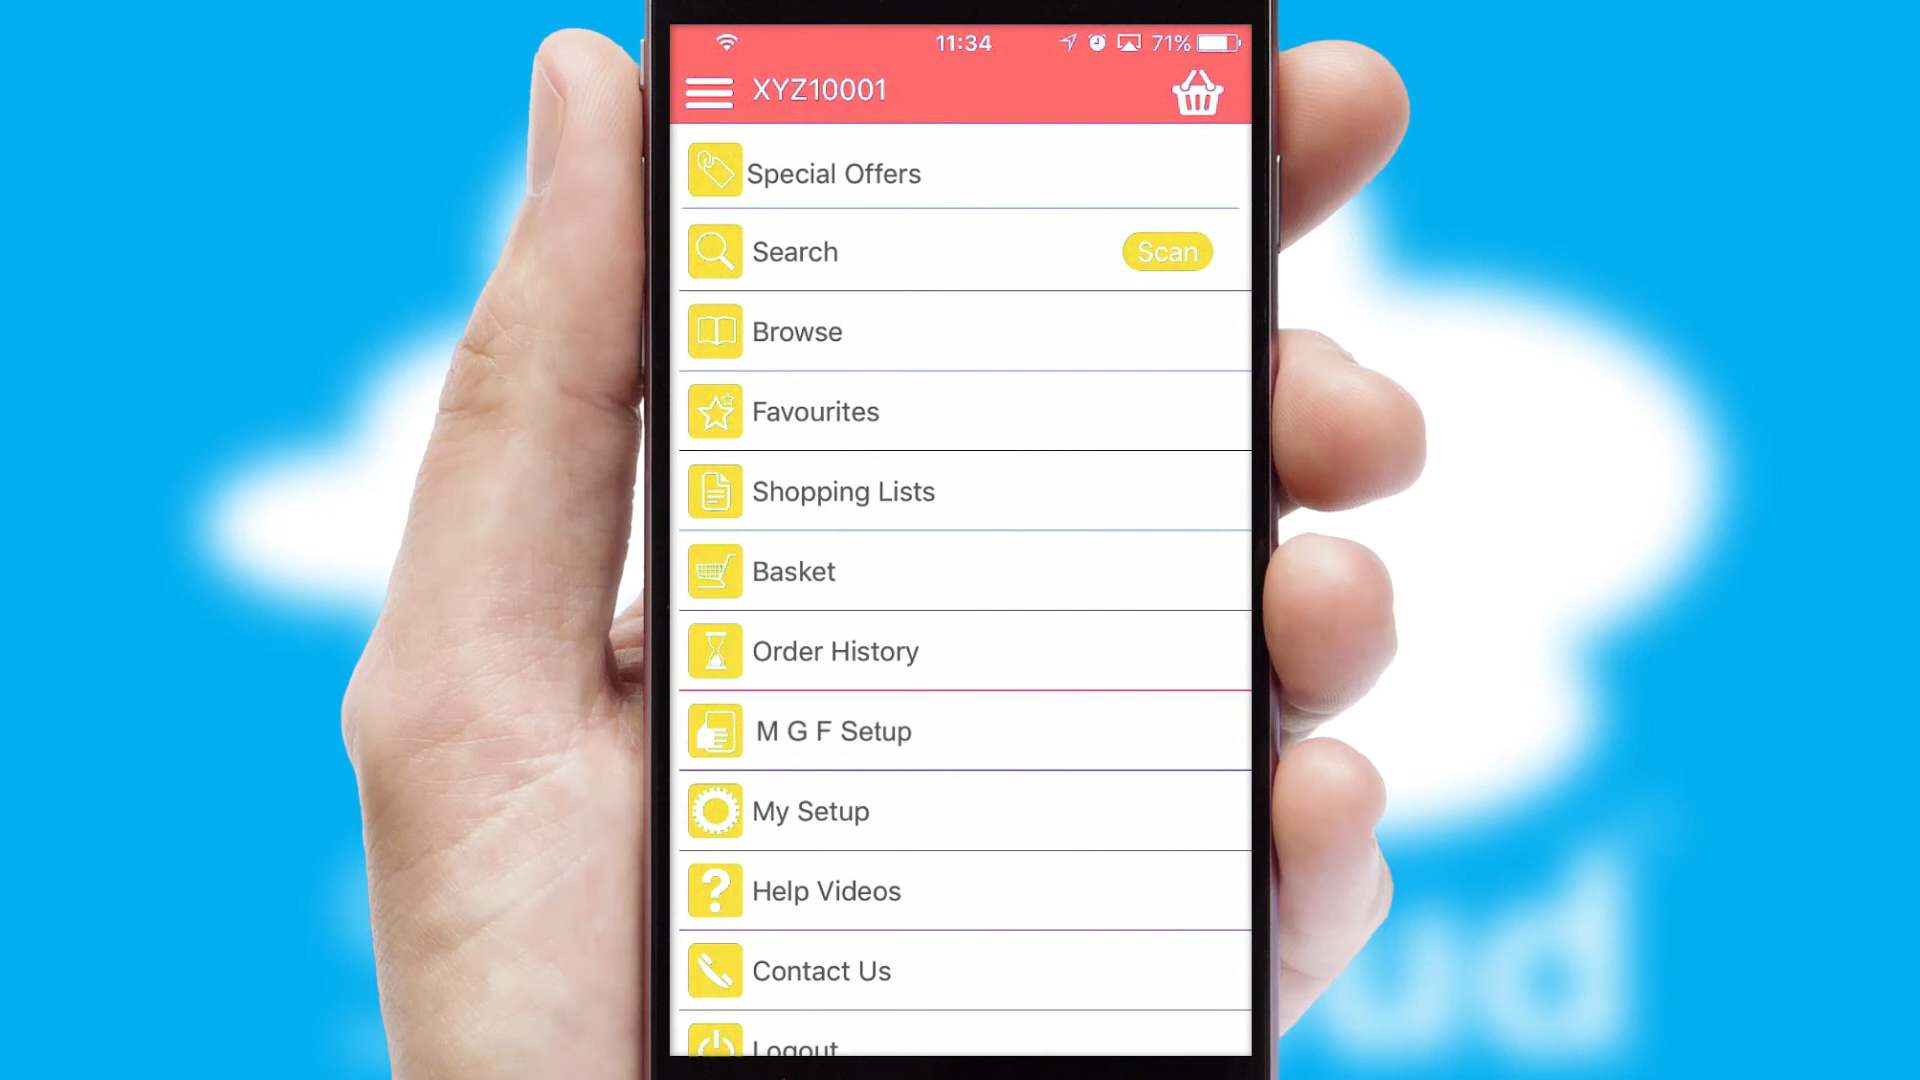 11:34
71%
XYZ10001
Special Offers
Search
Scan
Browse
Favourites
Shopping Lists
Basket
Order History
M G F Setup
My Setup
Help Videos
Contact Us
Logout